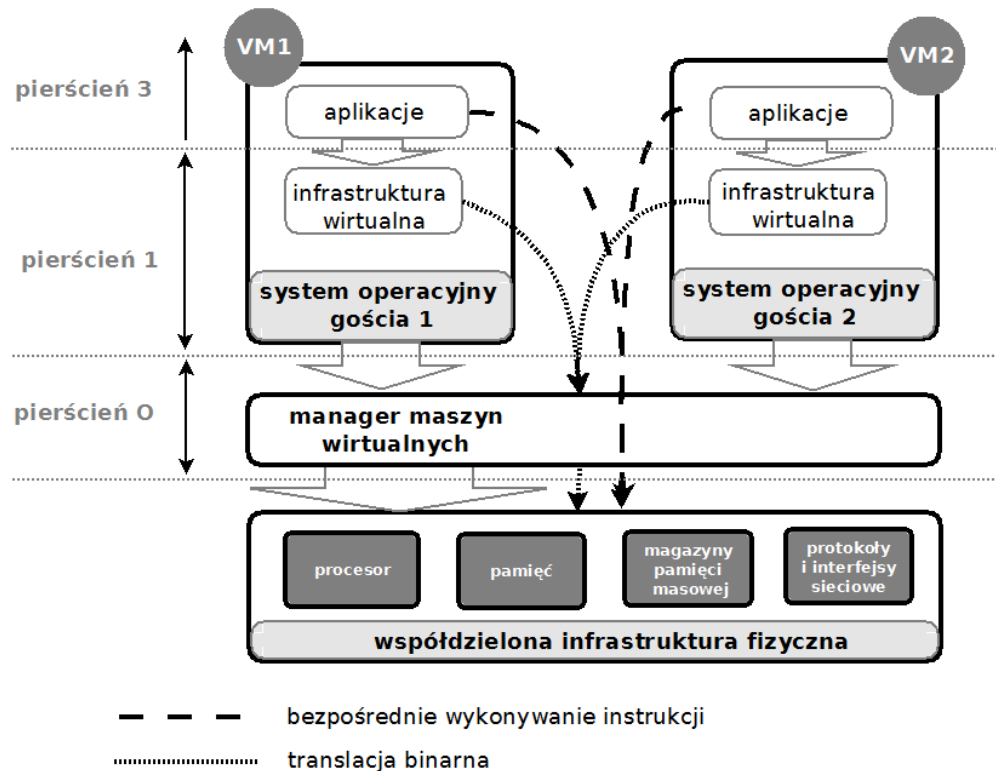 VM1
VM2
pierścień 3
aplikacje
aplikacje
infrastruktura
wirtualna
infrastruktura
wirtualna
pierścień 1
system operacyjny
gościa 1
system operacyjny
gościa 2
pierścień O
manager maszyn
wirtualnych
procesor
pamięć
magazyny
pamięci
masowej
protokoły
i interfejsy
sieciowe
współdzielona infrastruktura fizyczna
bezpośrednie wykonywanie instrukcji
translacja binarna